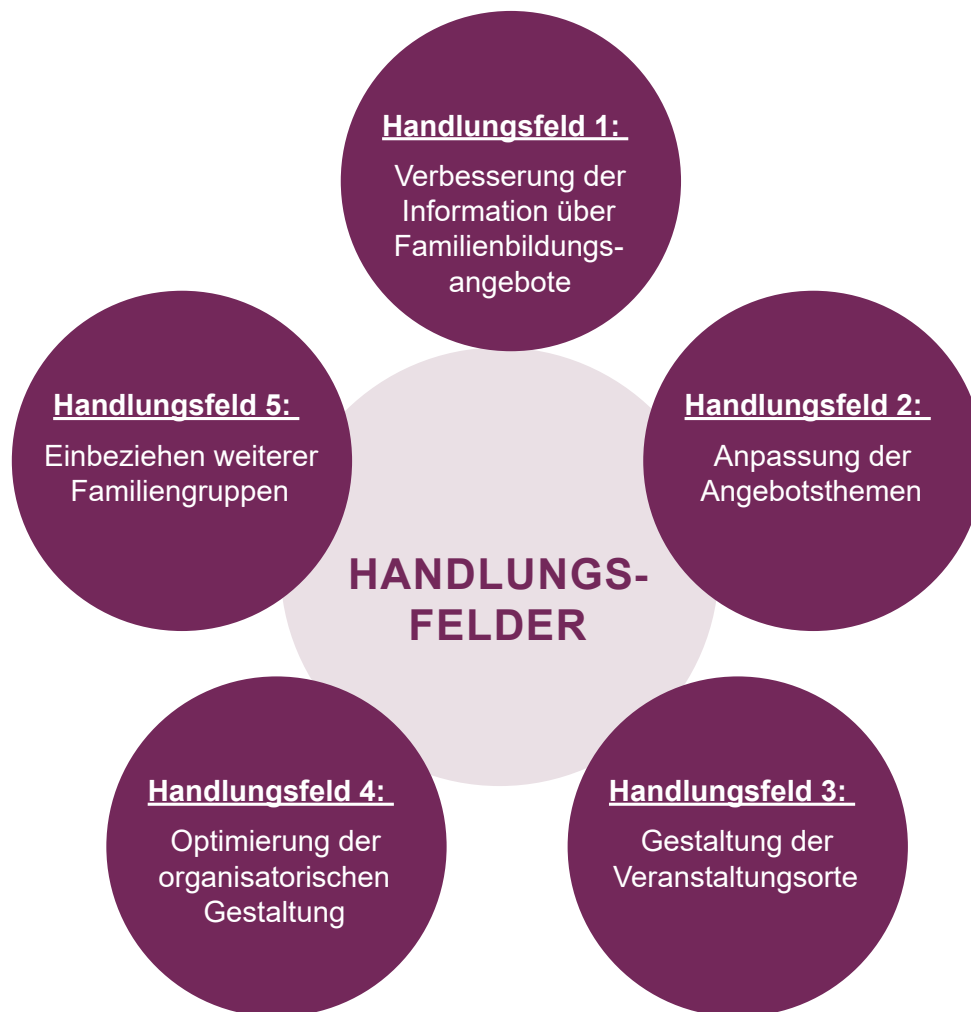 Handlungsfeld 1:
Verbesserung der
Information über
Familienbildungs-
angebote
Handlungsfeld 5:
Einbeziehen weiterer
Familiengruppen
Handlungsfeld 2:
Anpassung der
Angebotsthemen
HANDLUNGS-
FELDER
Handlungsfeld 4:
Optimierung der
organisatorischen
Gestaltung
Handlungsfeld 3:
Gestaltung der
Veranstaltungsorte